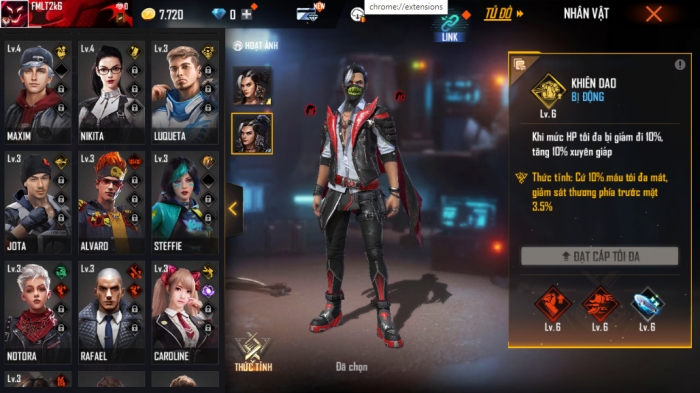 FMLT2k6
7.720
0
NEW
chrome://extensions
LINK
TỦ ĐỒ
NHÂN VẬT
Lv.4
MAXIM
Lv.4
NIKITA
Lv.3
LUQUETA
Lv.3
JOTA
Lv.3
ALVARO
Lv.3
STEFFIE
Lv.3
NOTORA
Lv.3
RAFAEL
Lv.3
CAROLINE
Lv.3
HOẠT ẢNH
THỨC TỈNH
Đã chọn
KHIÊN DAO
BỊ ĐỘNG
Lv. 6
Khi mức HP tối đa bị giảm đi 10%,
tăng 10% xuyên giáp
Thức tỉnh: Cứ 10% máu tối đa mất,
giảm sát thương phía trước mặt
3.5%
ĐẠT CẤP TỐI ĐA
Lv. 6
Lv. 6
Lv. 6